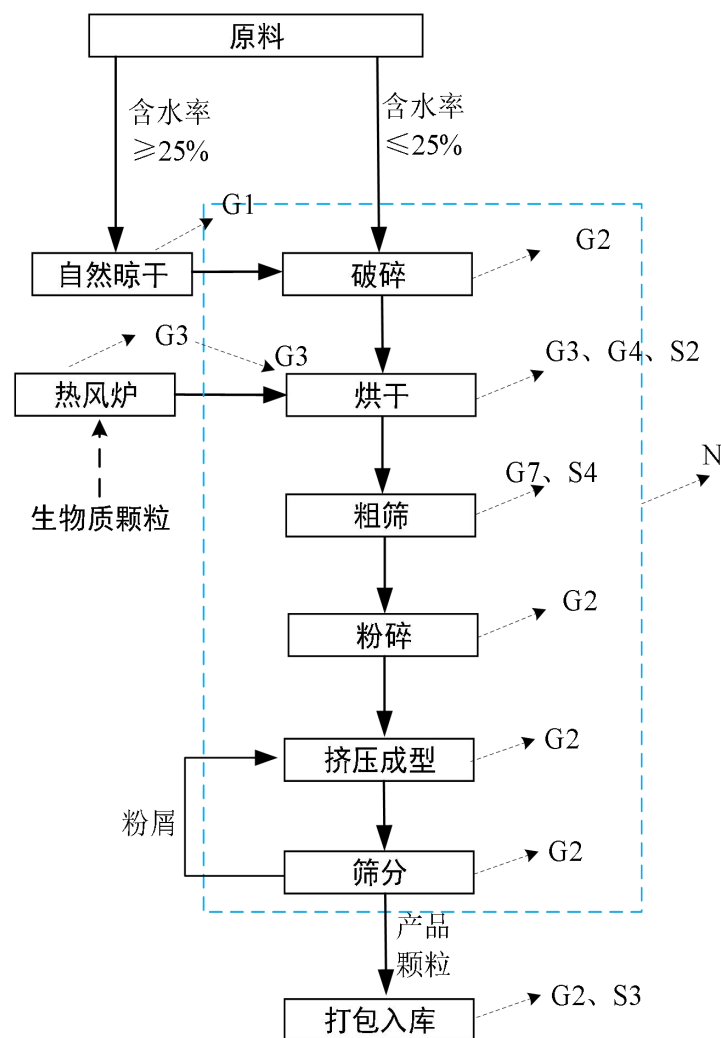 原料
含水率
≥25%
含水率
≤25%
G1
自然晾干
破碎
G2
G3
G3
G3、G4、S2
热风炉
烘干
N
G7、S4
生物质颗粒
粗筛
G2
粉碎
G2
挤压成型
粉屑
G2
筛分
产品
颗粒
G2、S3
打包入库